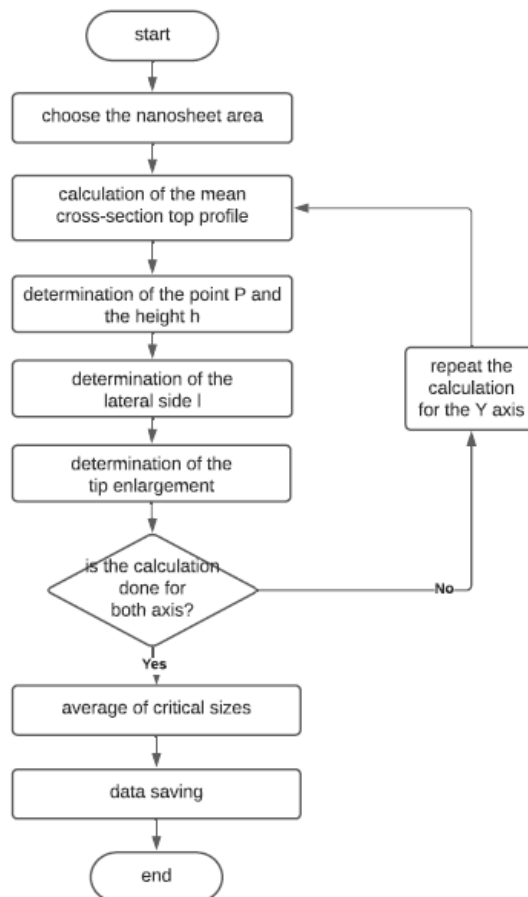 start
choose the nanosheet area
calculation of the mean
cross-section top profile
determination of the point P and
the height h
determination of the
lateral side l
determination of the
tip enlargement
is the calculation
done for
both axis?
No
repeat the
calculation
for the Y axis
Yes
average of critical sizes
data saving
end